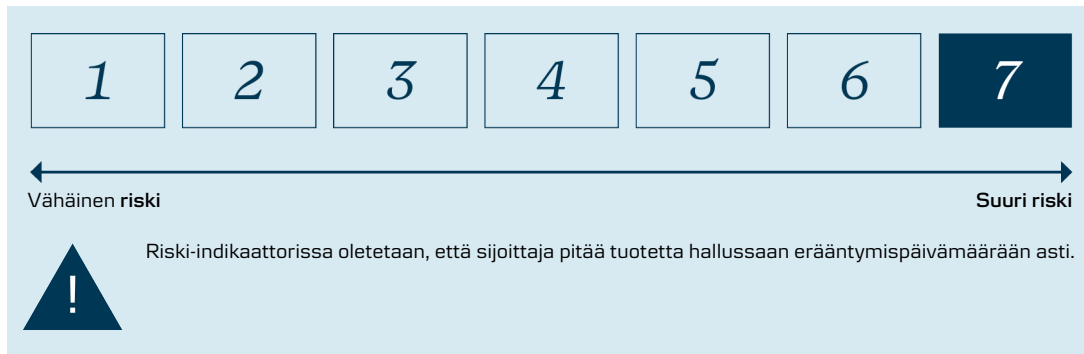 1 2 3 4 5 6 7
Vähäinen riski Suuri riski
Riski-indikaattorissa oletetaan, että sijoittaja pitää tuotetta hallussaan erääntymispäivämäärään asti.
!